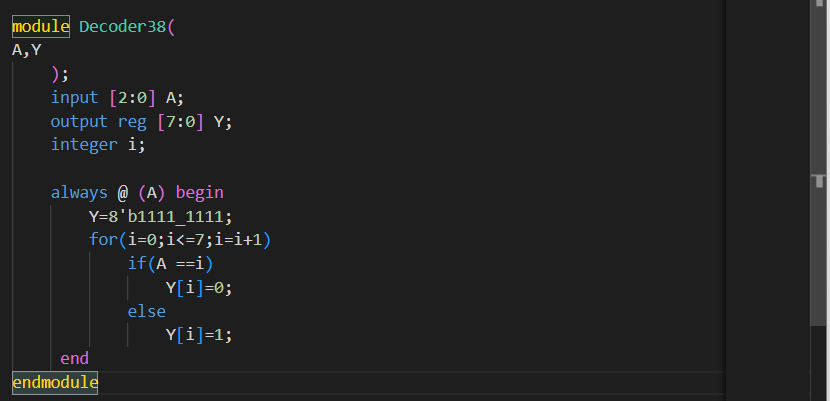 module Decoder38(
A,Y
    );
    input [2:0] A;
    output reg [7:0] Y;
    integer i;

    always @ (A) begin
        Y=8'b1111_1111;
        for(i=0;i<=7;i=i+1)
            if(A ==i)
                Y[i]=0;
            else
                Y[i]=1;
     end
endmodule